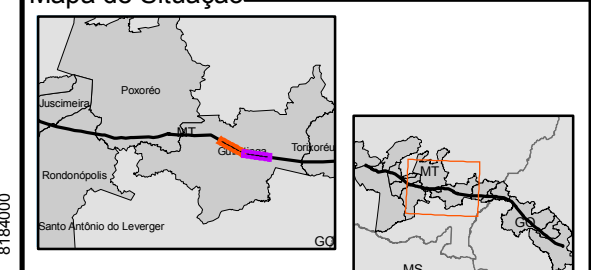 Mapa de Situação
Poxoréo
Juscimeira
MT
Torixoréu
Rondonópolis
Santo Antônio do Leverger
GO
8184000
MT
GO
MS